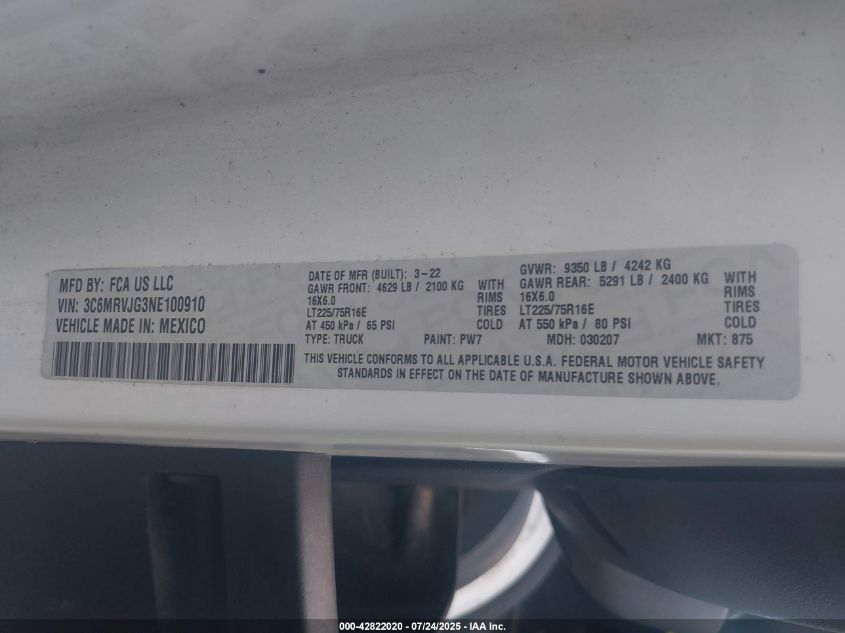 MFD BY: FCA US LLC
VIN: 3C6MRVJG3NE100910
VEHICLE MADE IN: MEXICO
DATE OF MFR (BUILT): 3-22
GAWR FRONT: 4629 LB / 2100 KG WITH
16X6.0 RIMS
LT225/75R16E TIRES
AT 450 kPa / 65 PSI COLD
GVWR: 9350 LB / 4242 KG
GAWR REAR: 5291 LB / 2400 KG WITH
16X6.0 RIMS
LT225/75R16E TIRES
AT 550 kPa / 80 PSI COLD
TYPE: TRUCK PAINT: PW7 MDH: 030207 MKT: 875
THIS VEHICLE CONFORMS TO ALL APPLICABLE U.S.A. FEDERAL MOTOR VEHICLE SAFETY
STANDARDS IN EFFECT ON THE DATE OF MANUFACTURE SHOWN ABOVE.
000-42822020 - 07/24/2025 - IAA Inc.